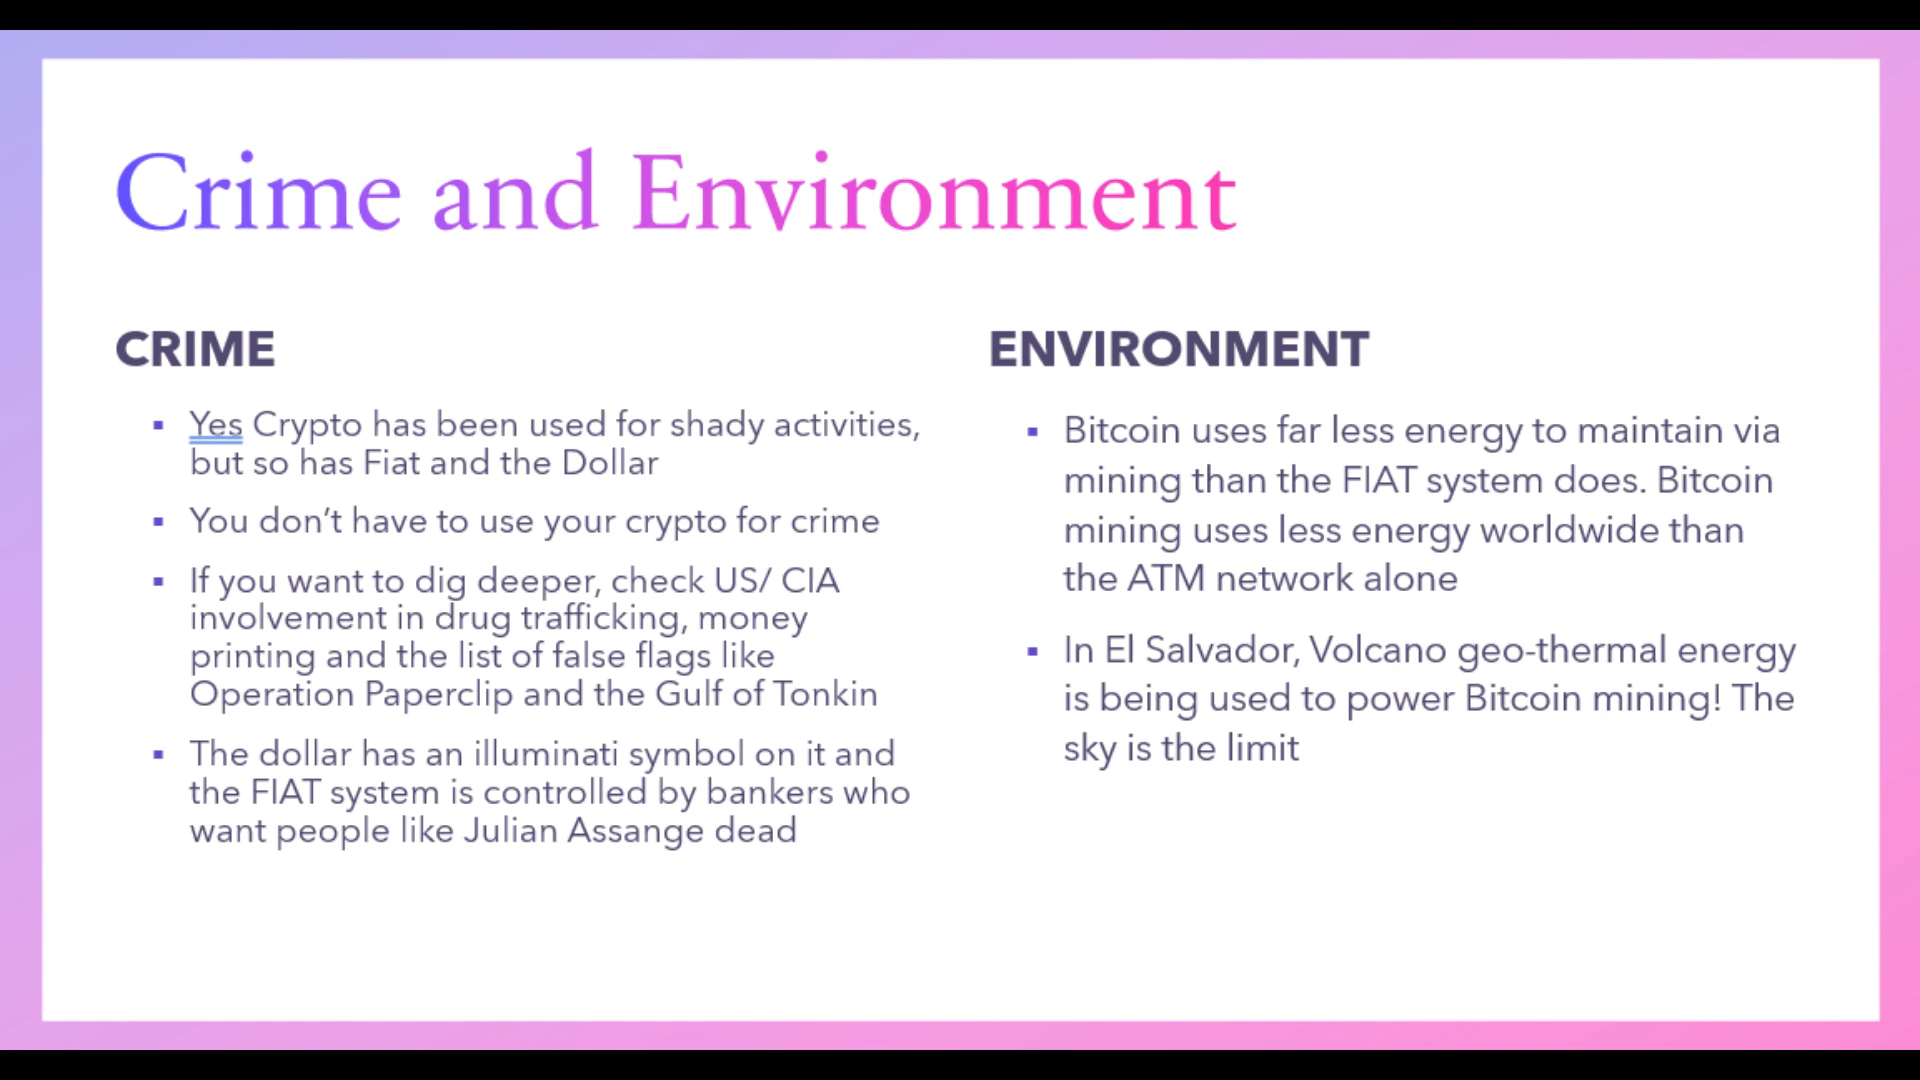 Crime and Environment
CRIME
Yes Crypto has been used for shady activities,
but so has Fiat and the Dollar
You don’t have to use your crypto for crime
If you want to dig deeper, check US/ CIA
involvement in drug trafficking, money
printing and the list of false flags like
Operation Paperclip and the Gulf of Tonkin
The dollar has an illuminati symbol on it and
the FIAT system is controlled by bankers who
want people like Julian Assange dead
ENVIRONMENT
Bitcoin uses far less energy to maintain via
mining than the FIAT system does. Bitcoin
mining uses less energy worldwide than
the ATM network alone
In El Salvador, Volcano geo-thermal energy
is being used to power Bitcoin mining! The
sky is the limit